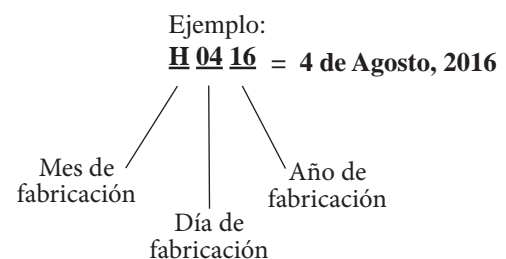 Ejemplo:
H 04 16 = 4 de Agosto, 2016
Mes de
fabricación
Día de
fabricación
Año de
fabricación